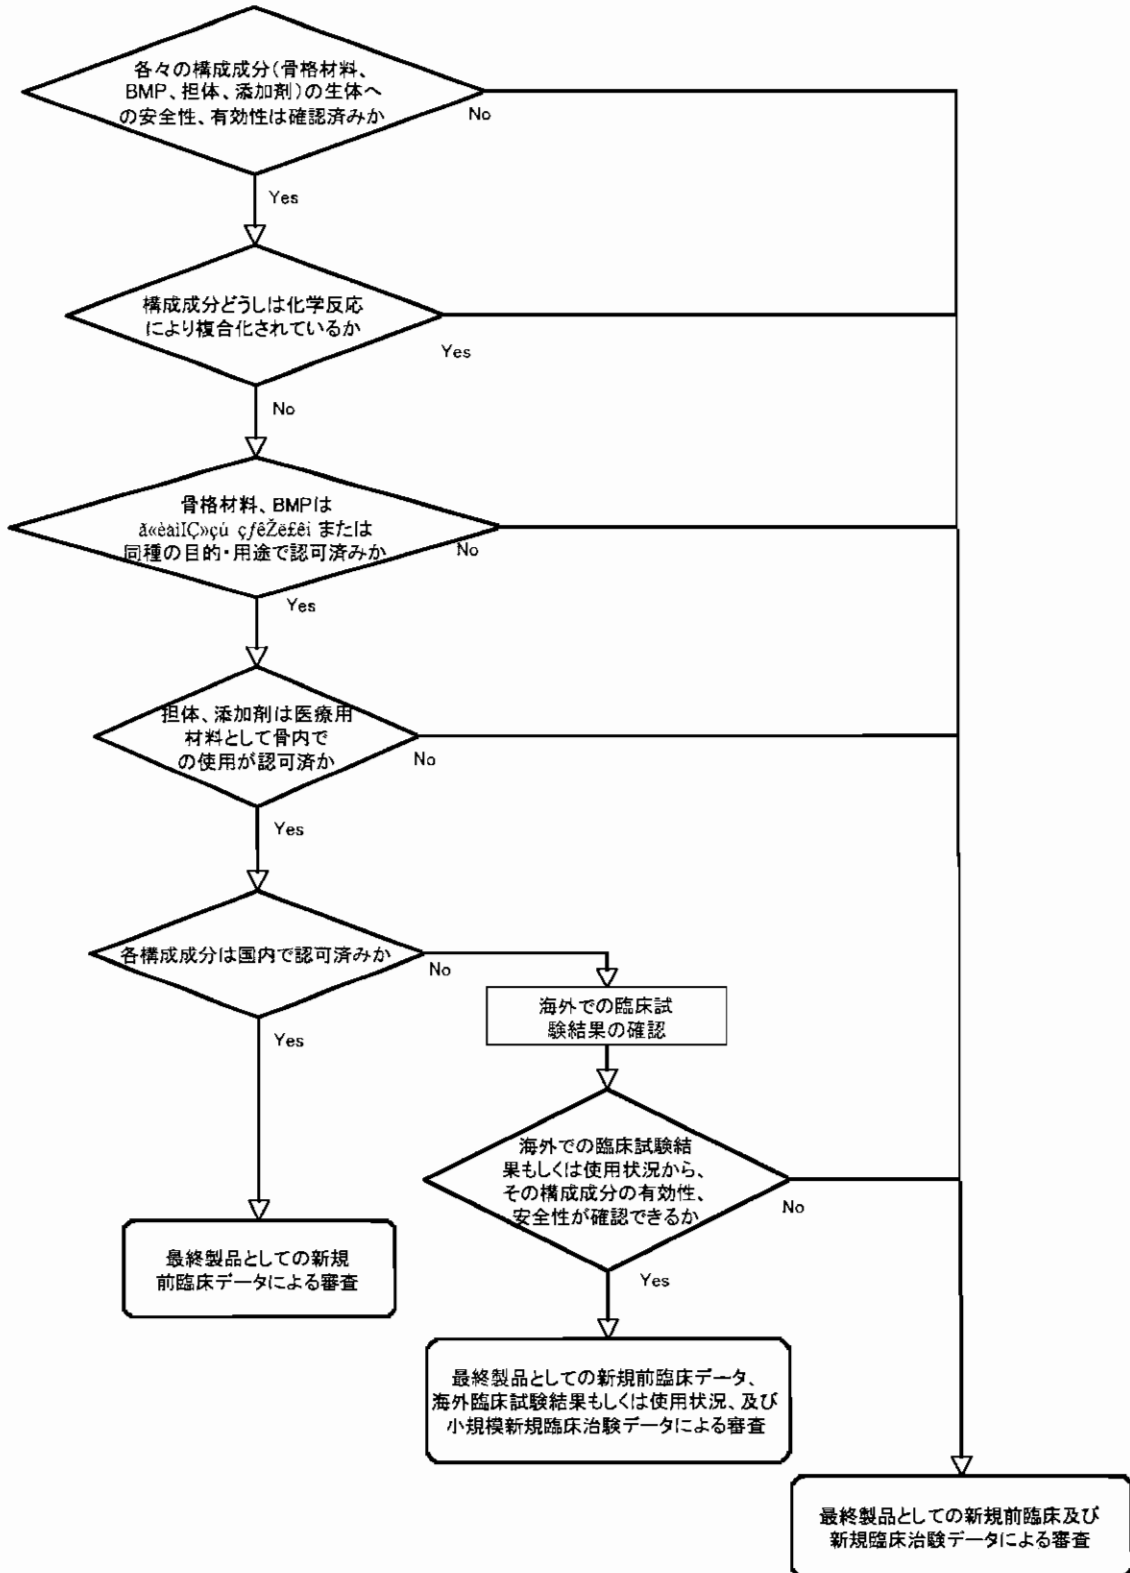 各々の構成成分(骨格材料、
BMP、担体、添加剤)の生体へ
の安全性、有効性は確認済みか
No
Yes
構成成分どうしは化学反応
により複合化されているか
Yes
No
骨格材料、BMPは
または
同種の目的・用途で認可済みか
No
Yes
担体、添加剤は医療用
材料として骨内で
の使用が認可済か
No
Yes
各構成成分は国内で認可済みか
No
Yes
海外での臨床試
験結果の確認
海外での臨床試験結
果もしくは使用状況から、
その構成成分の有効性、
安全性が確認できるか
No
Yes
最終製品としての新規
前臨床データによる審査
最終製品としての新規前臨床データ、
海外臨床試験結果もしくは使用状況、及び
小規模新規臨床治験データによる審査
最終製品としての新規前臨床及び
新規臨床治験データによる審査